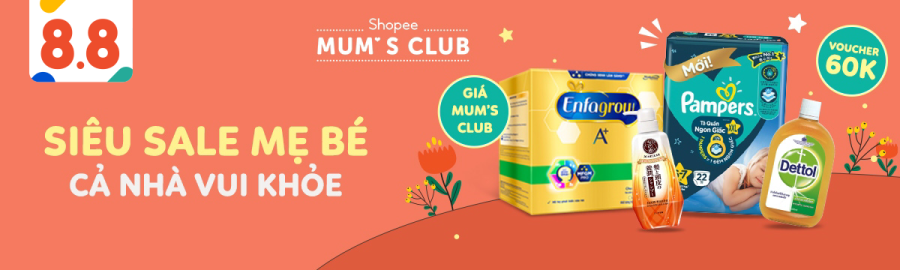 8.8
Shopee
MUM'S CLUB
SIÊU SALE MẸ BÉ
CẢ NHÀ VUI KHỎE
GIÁ
MUM'S
CLUB
Enfagrow
A+
MỚI!
Pampers
Tã Quần
Ngon Giấc
22
Dettol
VOUCHER
60K